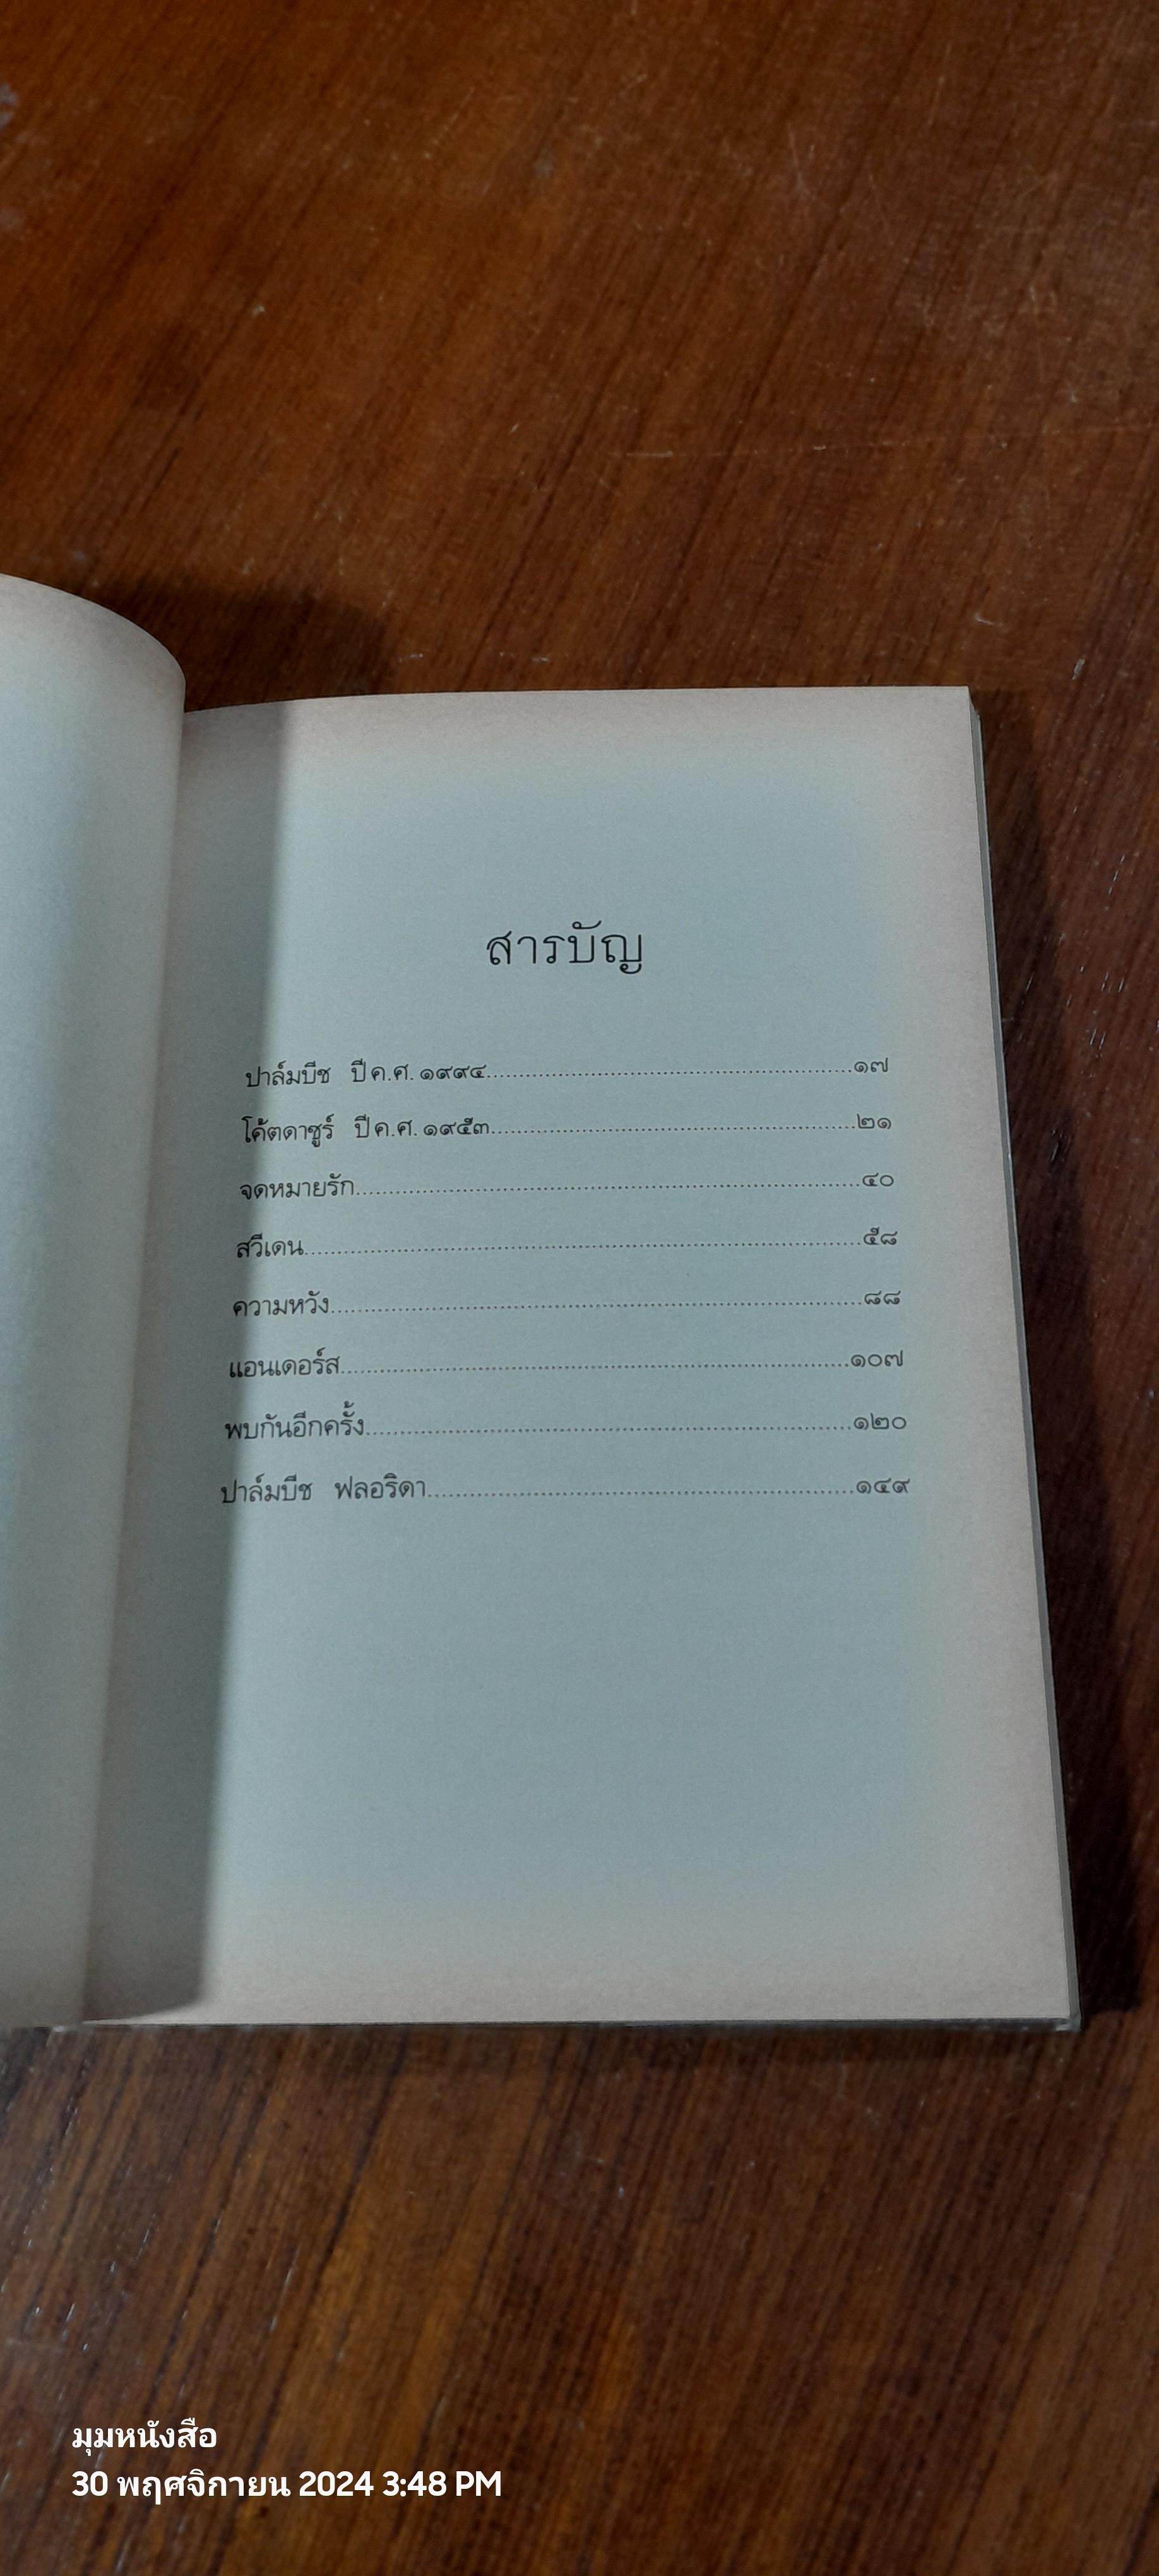 สารบัญ
ปาล์มบีช ปี ค.ศ. ๑๙๙๔........................๑๗
โค้ตดาซูร์ ปี ค.ศ. ๑๙๕๓........................๒๑
จดหมายรัก........................๔๐
สวีเดน........................๕๘
ความหวัง........................๘๘
แอนเดอร์ส........................๑๐๗
พบกันอีกครั้ง........................๑๒๐
ปาล์มบีช ฟลอริดา........................๑๔๙
มุมหนังสือ
30 พฤศจิกายน 2024 3:48 PM